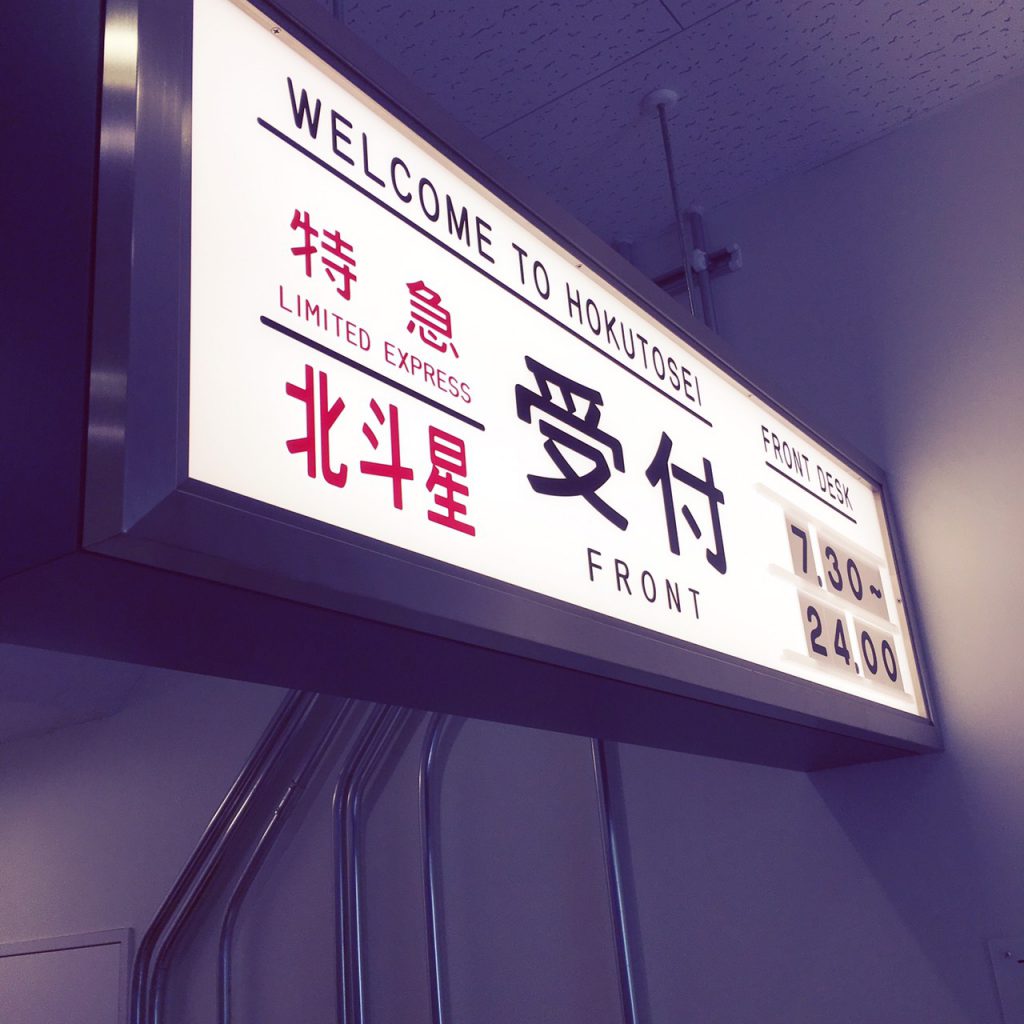 WELCOME TO HOKUTOSEI
特急
LIMITED EXPRESS
北斗星
受付
FRONT
FRONT DESK
7.30~
24.00